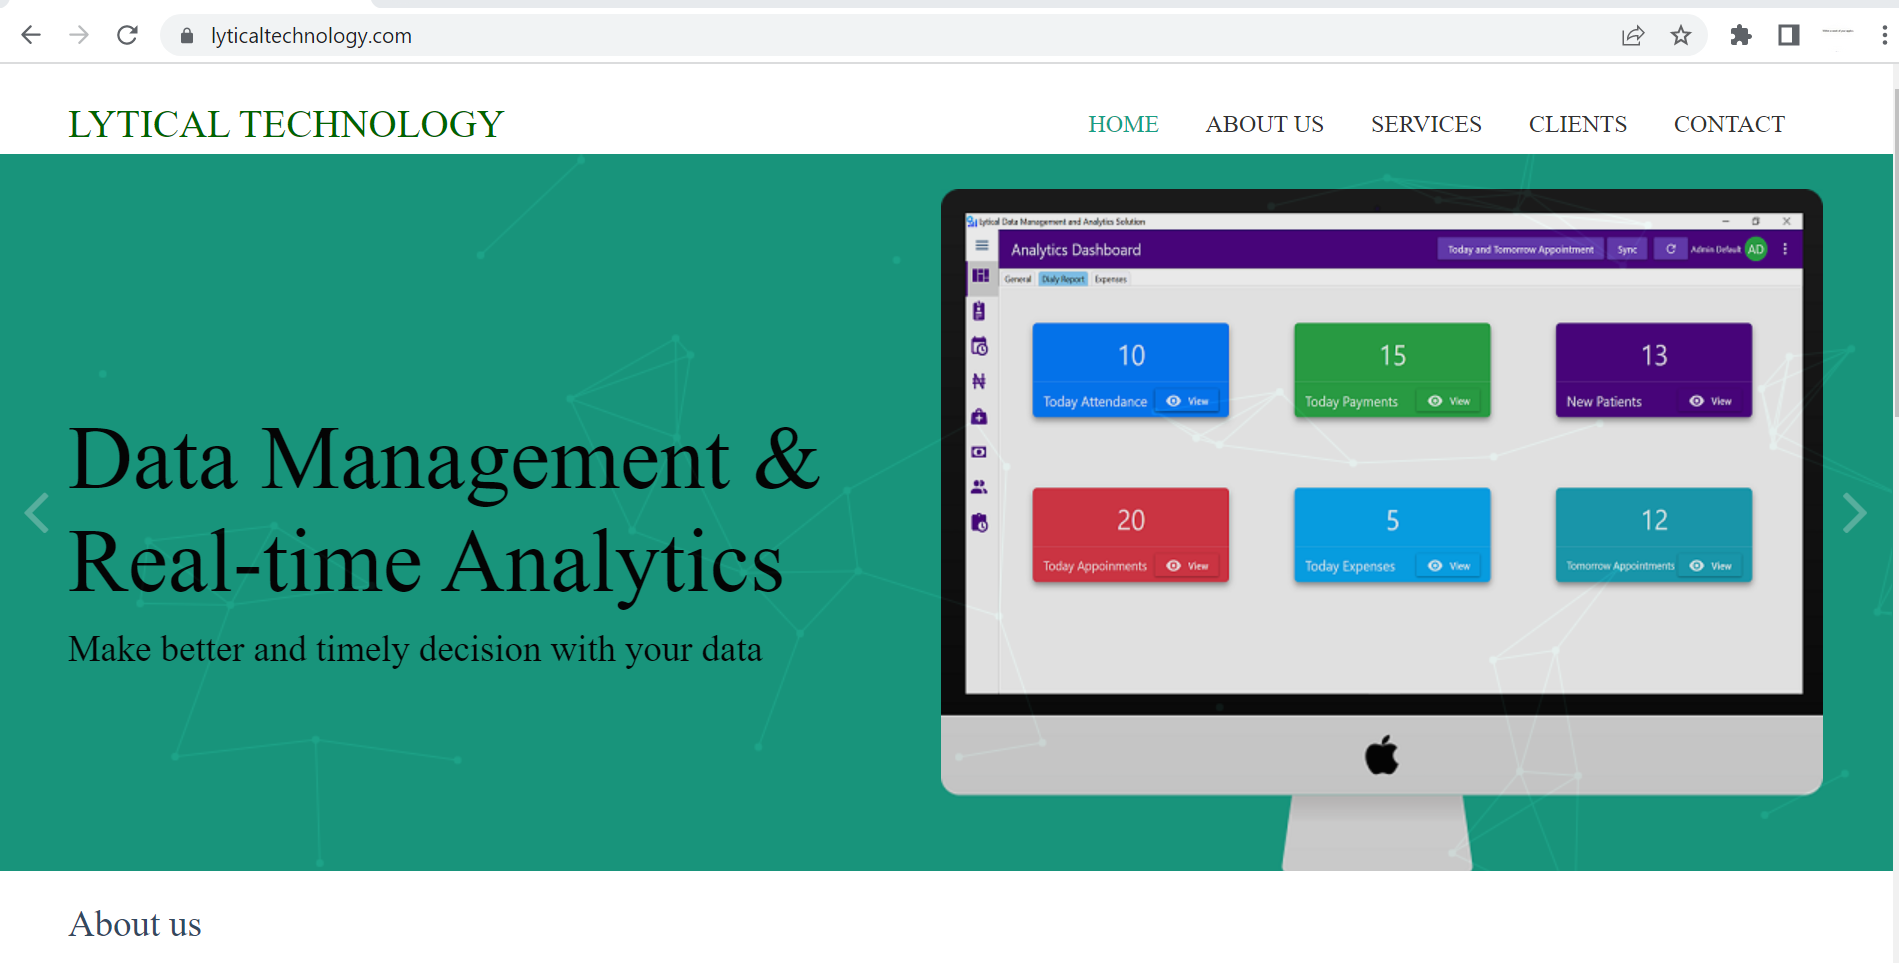 lyticaltechnology.com
LYTICAL TECHNOLOGY
HOME ABOUT US SERVICES CLIENTS CONTACT
Data Management &
Real-time Analytics
Make better and timely decision with your data
Lytical Data Management and Analytics Solution
Analytics Dashboard Today and Tomorrow Appointment Sync Admin Default AD
General Dialy Report Expenses
10 15 13
Today Attendance View Today Payments View New Patients View
20 5 12
Today Appoinments View Today Expenses View Tomorrow Appointments View
About us